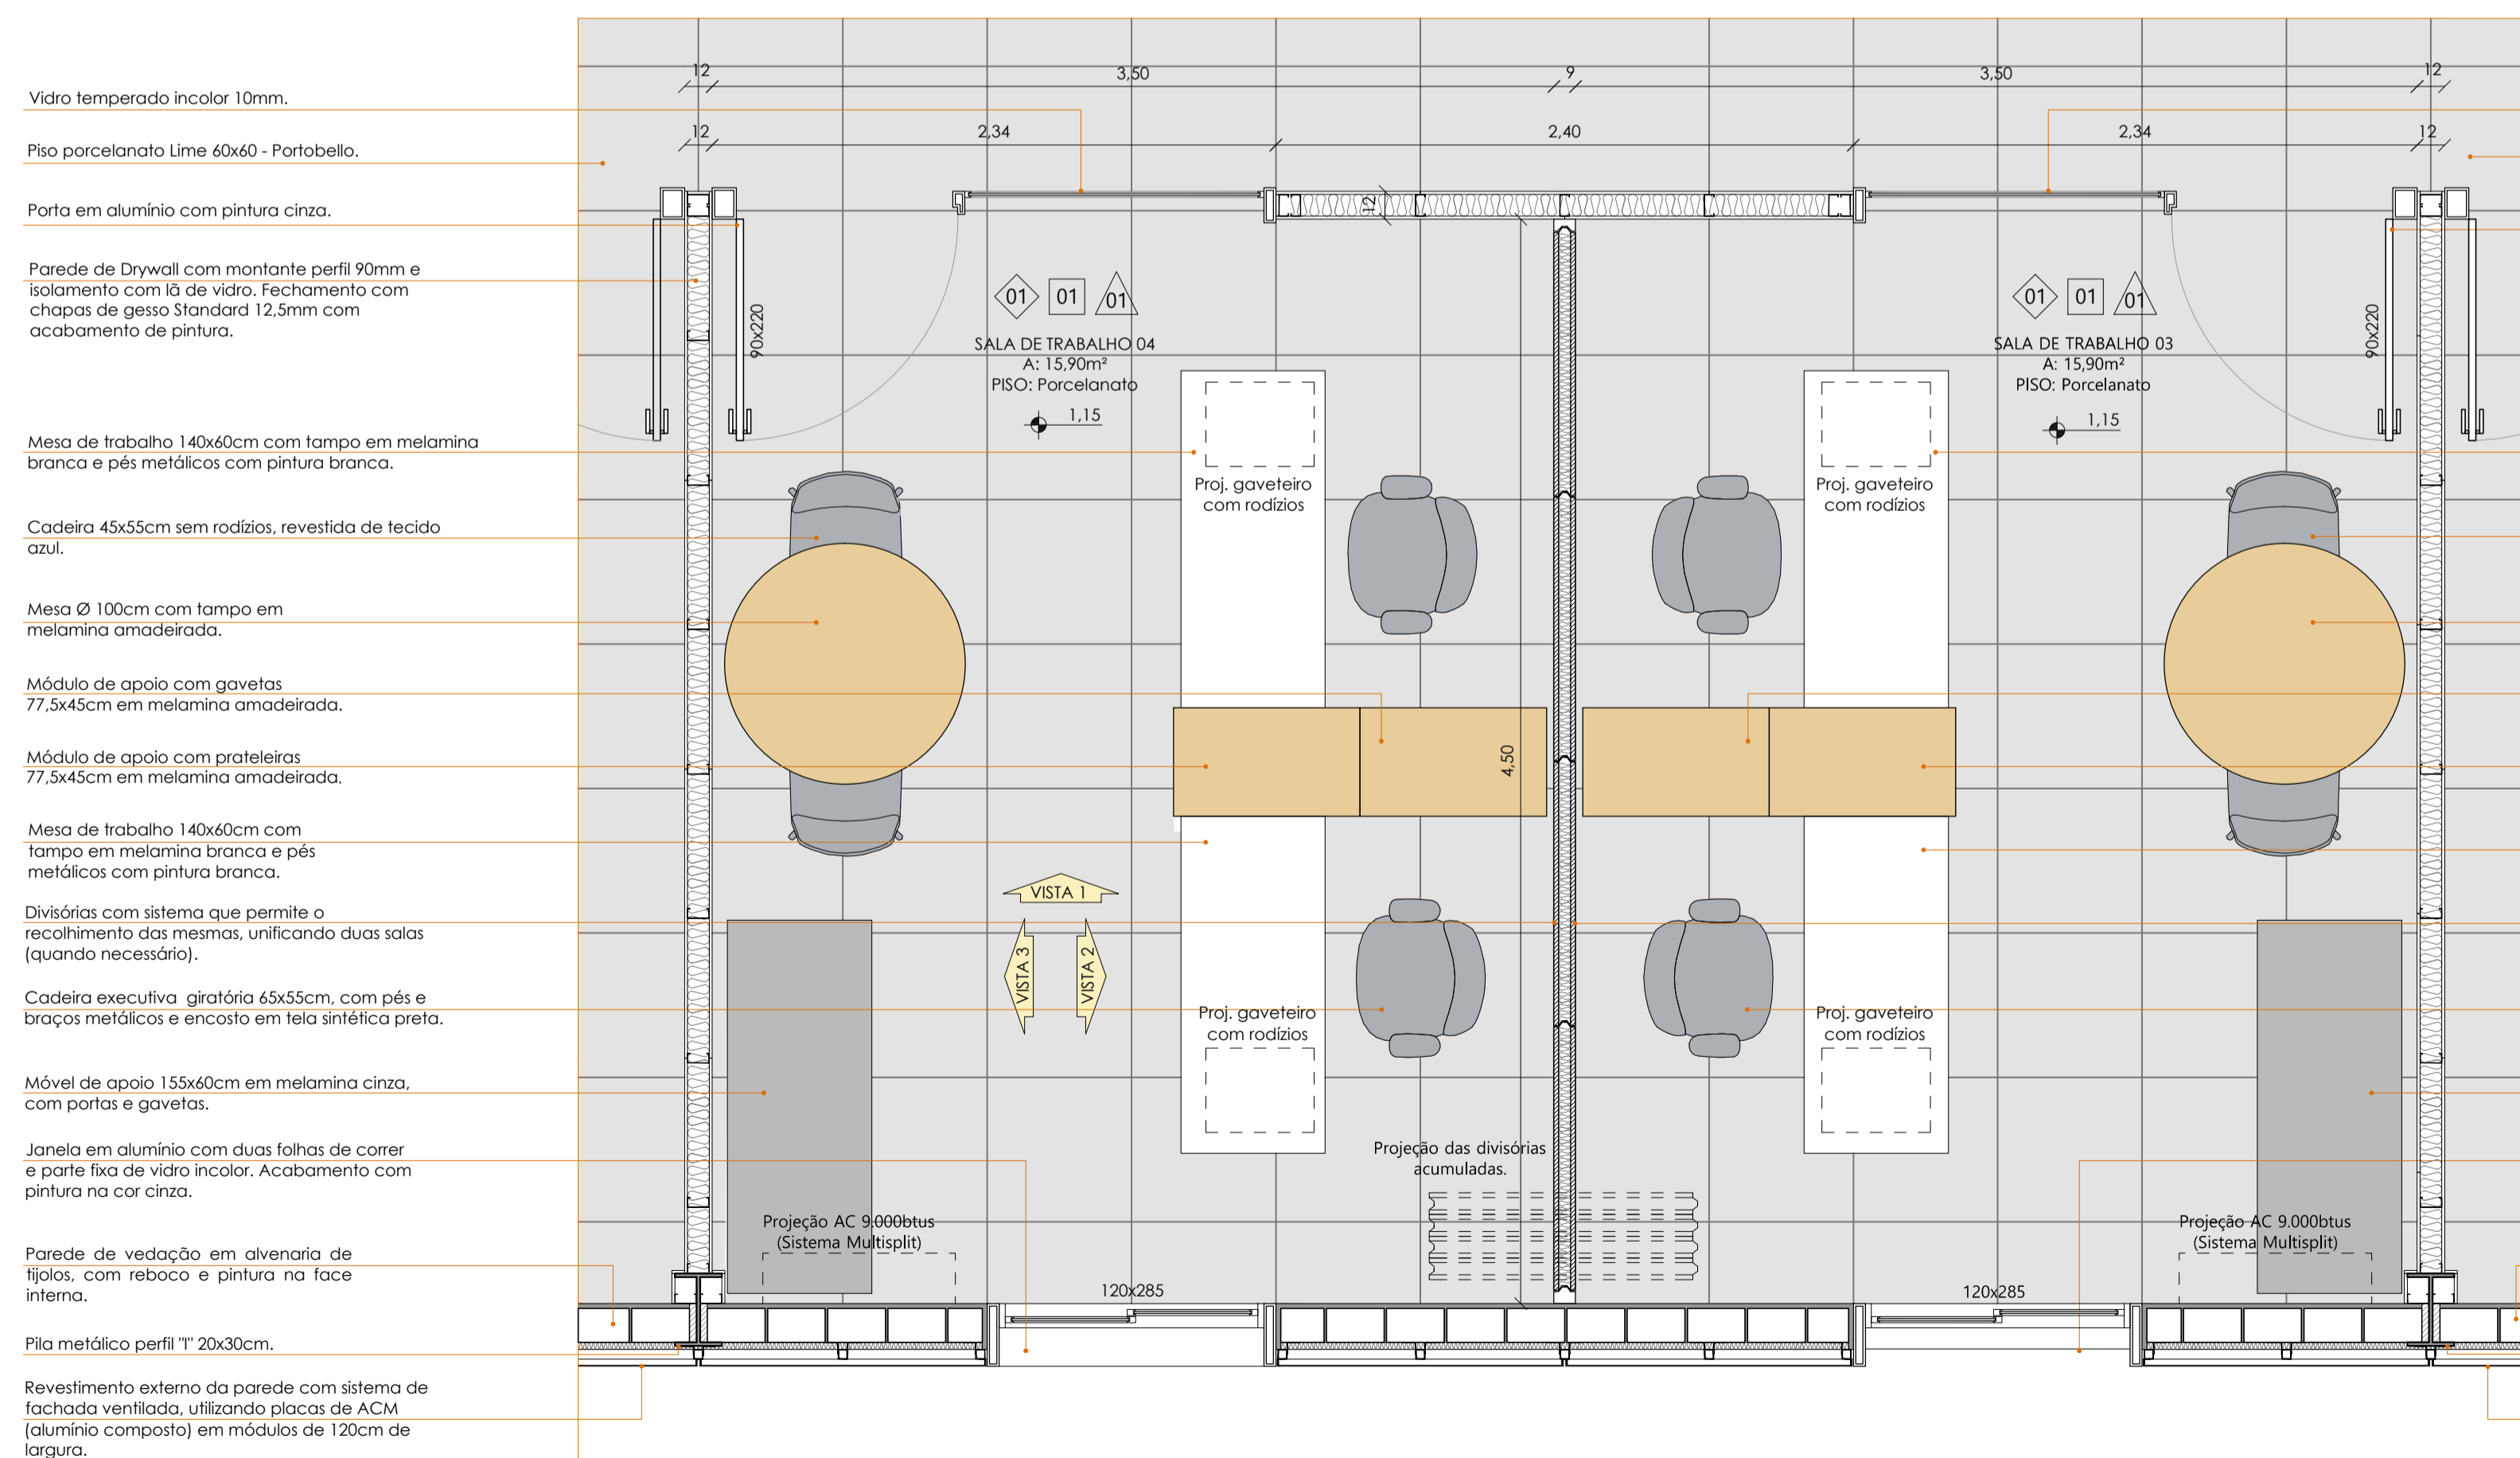 Vidro temperado incolor 10mm.
Piso porcelanato Lime 60x60 - Portobello.
Porta em alumínio com pintura cinza.
Parede de Drywall com montante perfil 90mm e
isolamento com lã de vidro. Fechamento com
chapas de gesso Standard 12,5mm com
acabamento de pintura.
Mesa de trabalho 140x60cm com tampo em melamina
branca e pés metálicos com pintura branca.
Cadeira 45x55cm sem rodízios, revestida de tecido
azul.
Mesa Ø 100cm com tampo em
melamina amadeirada.
Módulo de apoio com gavetas
77,5x45cm em melamina amadeirada.
Módulo de apoio com prateleiras
77,5x45cm em melamina amadeirada.
Mesa de trabalho 140x60cm com
tampo em melamina branca e pés
metálicos com pintura branca.
Divisórias com sistema que permite o
recolhimento das mesmas, unificando duas salas
(quando necessário).
Cadeira executiva giratória 65x55cm, com pés e
braços metálicos e encosto em tela sintética preta.
Móvel de apoio 155x60cm em melamina cinza,
com portas e gavetas.
Janela em alumínio com duas folhas de correr
e parte fixa de vidro incolor. Acabamento com
pintura na cor cinza.
Parede de vedação em alvenaria de
tijolos, com reboco e pintura na face
interna.
Pila metálico perfil "I" 20x30cm.
Revestimento externo da parede com sistema de
fachada ventilada, utilizando placas de ACM
(alumínio composto) em módulos de 120cm de
largura.
12
3,50
9
3,50
12
12
2,34
2,40
2,34
12
12
90x220
01
01
01
SALA DE TRABALHO 04
A: 15,90m²
PISO: Porcelanato
1,15
01
01
01
SALA DE TRABALHO 03
A: 15,90m²
PISO: Porcelanato
1,15
90x220
Proj. gaveteiro
com rodízios
Proj. gaveteiro
com rodízios
4,50
VISTA 1
VISTA 3
VISTA 2
Proj. gaveteiro
com rodízios
Proj. gaveteiro
com rodízios
Projeção das divisórias
acumuladas.
Projeção AC 9.000btus
(Sistema Multisplit)
Projeção AC 9.000btus
(Sistema Multisplit)
120x285
120x285